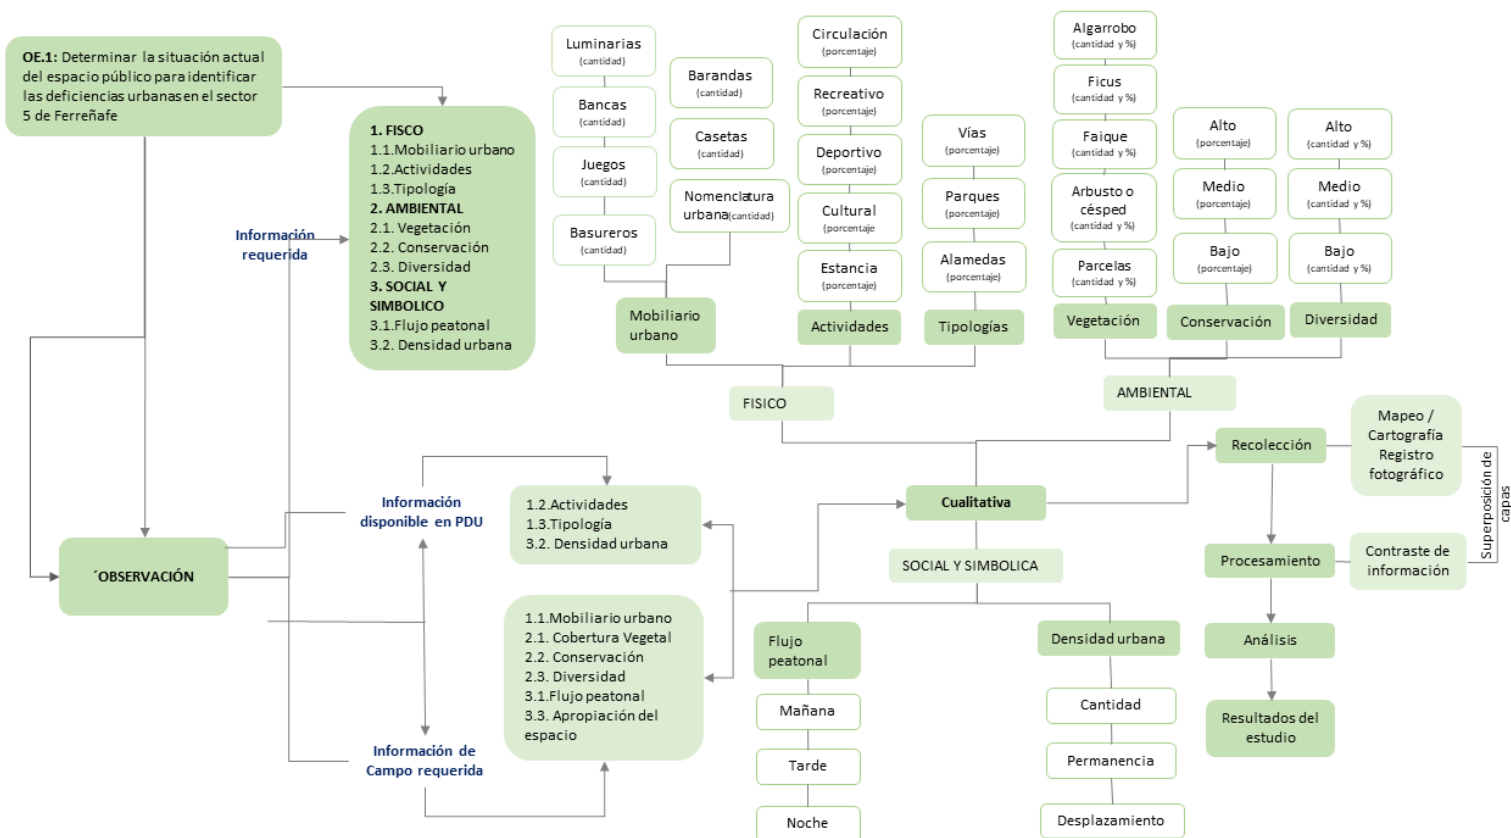 OE.1: Determinar la situación actual
del espacio público para identificar
las deficiencias urbanas en el sector
5 de Ferreñafe
1. FISCO
1.1.Mobiliario urbano
1.2.Actividades
1.3.Tipología
2. AMBIENTAL
2.1. Vegetación
2.2. Conservación
2.3. Diversidad
3. SOCIAL Y
SIMBOLICO
3.1.Flujo peatonal
3.2. Densidad urbana
Información
requerida
Luminarias
(cantidad)
Bancas
(cantidad)
Juegos
(cantidad)
Basureros
(cantidad)
Barandas
(cantidad)
Casetas
(cantidad)
Nomenclatura
urbana(cantidad)
Mobiliario
urbano
Circulación
(porcentaje)
Recreativo
(porcentaje)
Deportivo
(porcentaje)
Cultural
(porcentaje
Estancia
(porcentaje)
Actividades
Vías
(porcentaje)
Parques
(porcentaje)
Alamedas
(porcentaje)
Tipologías
Algarrobo
(cantidad y %)
Ficus
(cantidad y %)
Faique
(cantidad y %)
Arbusto o
césped
(cantidad y %)
Parcelas
(cantidad y %)
Vegetación
Alto
(porcentaje)
Medio
(porcentaje)
Bajo
(porcentaje)
Conservación
Alto
(cantidad y %)
Medio
(cantidad y %)
Bajo
(cantidad y %)
Diversidad
FISICO
AMBIENTAL
´OBSERVACIÓN
Información
disponible en PDU
1.2.Actividades
1.3.Tipología
3.2. Densidad urbana
Información de
Campo requerida
1.1.Mobiliario urbano
2.1. Cobertura Vegetal
2.2. Conservación
2.3. Diversidad
3.1.Flujo peatonal
3.3. Apropiación del
espacio
Cualitativa
SOCIAL Y SIMBOLICA
Flujo
peatonal
Mañana
Tarde
Noche
Densidad urbana
Cantidad
Permanencia
Desplazamiento
Recolección
Mapeo /
Cartografía
Registro
fotográfico
Procesamiento
Contraste de
información
Superposición de
capas
Análisis
Resultados del
estudio